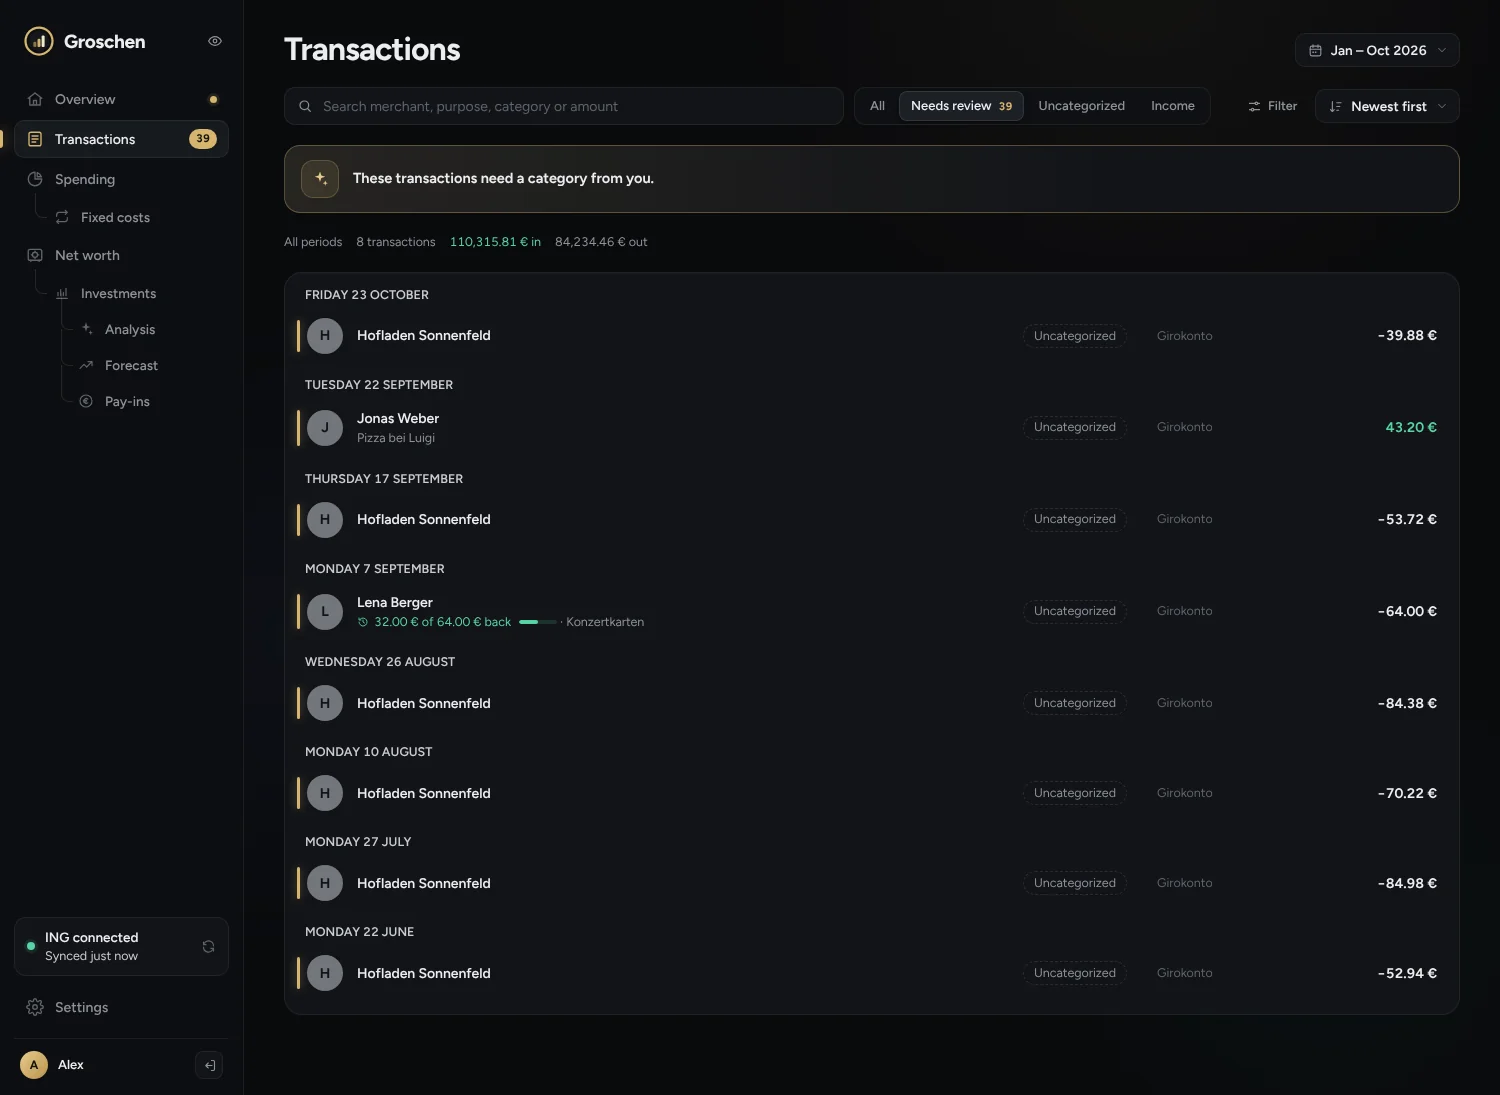 Groschen
Overview
Transactions 39
Spending
Fixed costs
Net worth
Investments
Analysis
Forecast
Pay-ins
ING connected
Synced just now
Settings
A Alex
Transactions
Jan – Oct 2026
Search merchant, purpose, category or amount
All Needs review 39 Uncategorized Income
Filter
Newest first
These transactions need a category from you.
All periods 8 transactions 110,315.81 € in 84,234.46 € out
FRIDAY 23 OCTOBER
H Hofladen Sonnenfeld Uncategorized Girokonto -39.88 €
TUESDAY 22 SEPTEMBER
J Jonas Weber Uncategorized Girokonto 43.20 €
Pizza bei Luigi
THURSDAY 17 SEPTEMBER
H Hofladen Sonnenfeld Uncategorized Girokonto -53.72 €
MONDAY 7 SEPTEMBER
L Lena Berger Uncategorized Girokonto -64.00 €
32.00 € of 64.00 € back · Konzertkarten
WEDNESDAY 26 AUGUST
H Hofladen Sonnenfeld Uncategorized Girokonto -84.38 €
MONDAY 10 AUGUST
H Hofladen Sonnenfeld Uncategorized Girokonto -70.22 €
MONDAY 27 JULY
H Hofladen Sonnenfeld Uncategorized Girokonto -84.98 €
MONDAY 22 JUNE
H Hofladen Sonnenfeld Uncategorized Girokonto -52.94 €